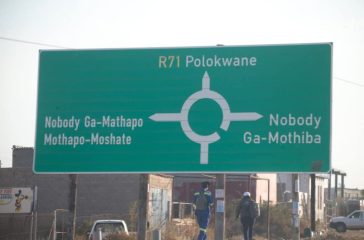 R71 Polokwane
Nobody Ga-Mathapo
Mothapo-Moshate
Nobody
Ga-Mothiba